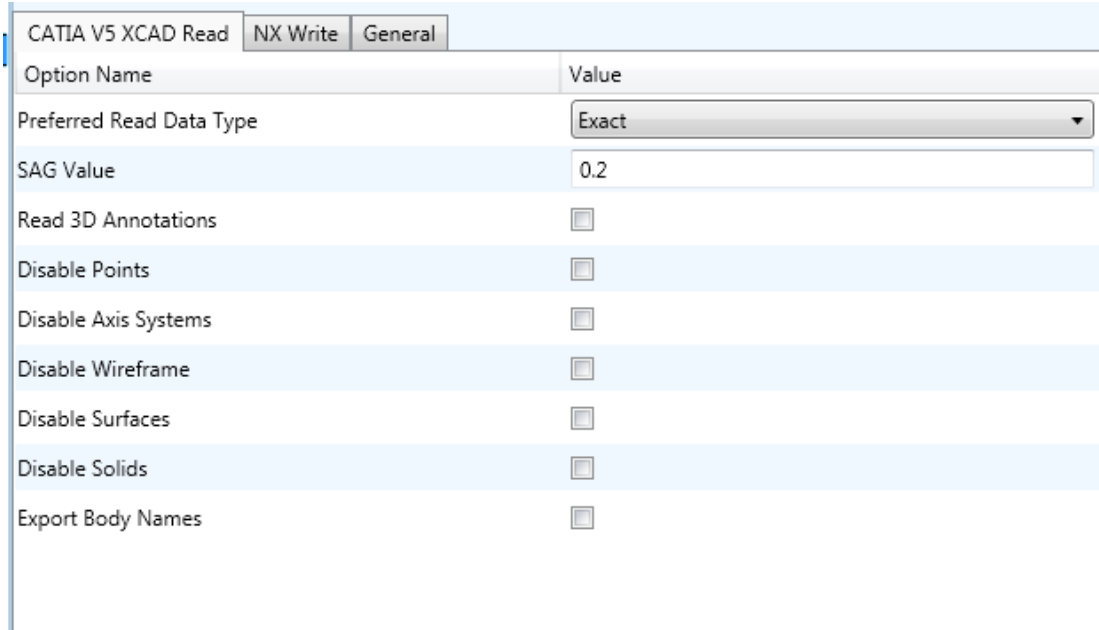 CATIA V5 XCAD Read NX Write General
Option Name Value
Preferred Read Data Type Exact
SAG Value 0.2
Read 3D Annotations
Disable Points
Disable Axis Systems
Disable Wireframe
Disable Surfaces
Disable Solids
Export Body Names